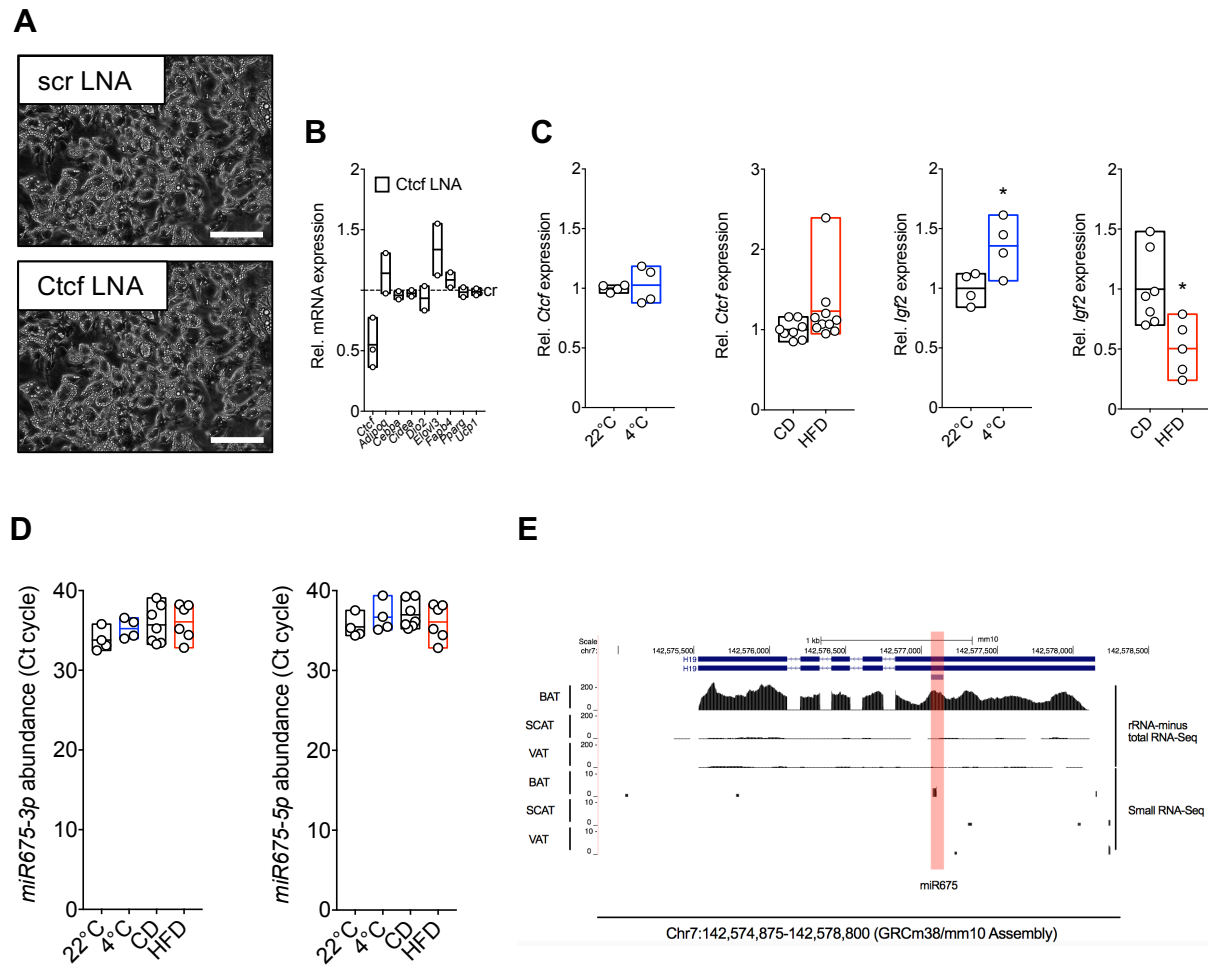 A
scr LNA
Ctcf LNA
B
Rel. mRNA expression
2
1.5
1
0.5
0
Ctcf LNA
cr
Ctcf
Adipoq
Cebpa
Cidea
Dio2
Elovl3
Fabp4
Pparg
Ucp1
C
Rel. Ctcf expression
2
1.5
1
0.5
0
22°C
4°C
Rel. Ctcf expression
3
2
1
0
CD
HFD
Rel. Igf2 expression
2
1.5
1
0.5
0
*
22°C
4°C
Rel. Igf2 expression
2
1.5
1
0.5
0
*
CD
HFD
D
miR675-3p abundance (Ct cycle)
40
30
20
10
0
22°C
4°C
CD
HFD
miR675-5p abundance (Ct cycle)
40
30
20
10
0
22°C
4°C
CD
HFD
E
Scale
1 kb
mm10
chr7:
142,575,500
142,576,000
142,576,500
142,577,000
142,577,500
142,578,000
142,578,500
H19
H19
BAT
200
0
SCAT
200
0
VAT
200
0
rRNA-minus
total RNA-Seq
BAT
10
0
SCAT
10
0
VAT
10
0
Small RNA-Seq
miR675
Chr7:142,574,875-142,578,800 (GRCm38/mm10 Assembly)